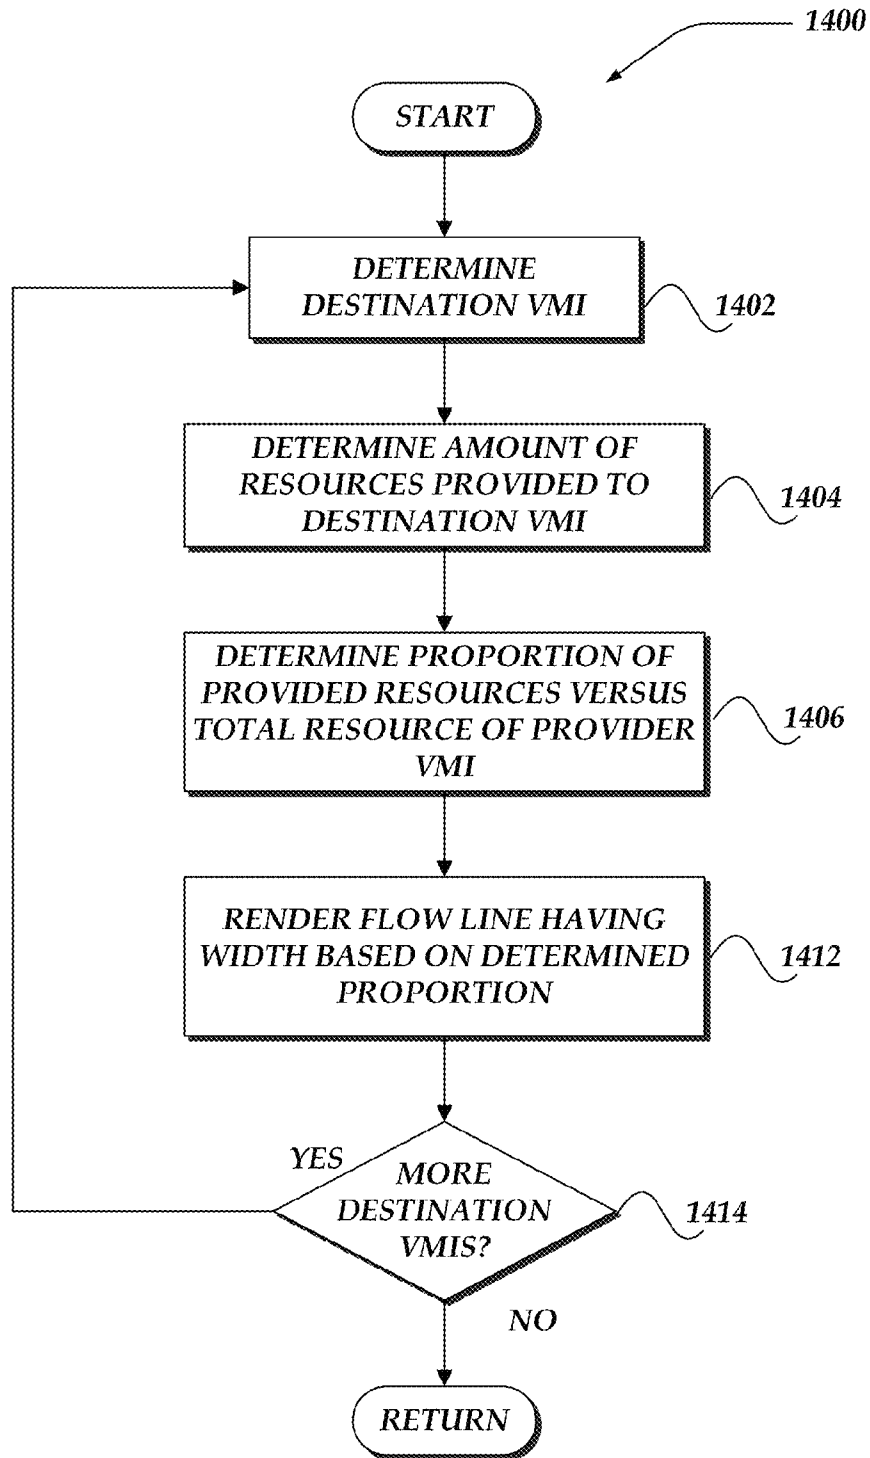 1400
START
DETERMINE
DESTINATION VMI
1402
DETERMINE AMOUNT OF
RESOURCES PROVIDED TO
DESTINATION VMI
1404
DETERMINE PROPORTION OF
PROVIDED RESOURCES VERSUS
TOTAL RESOURCE OF PROVIDER
VMI
1406
RENDER FLOW LINE HAVING
WIDTH BASED ON DETERMINED
PROPORTION
1412
YES
MORE
DESTINATION
VMIS?
1414
NO
RETURN